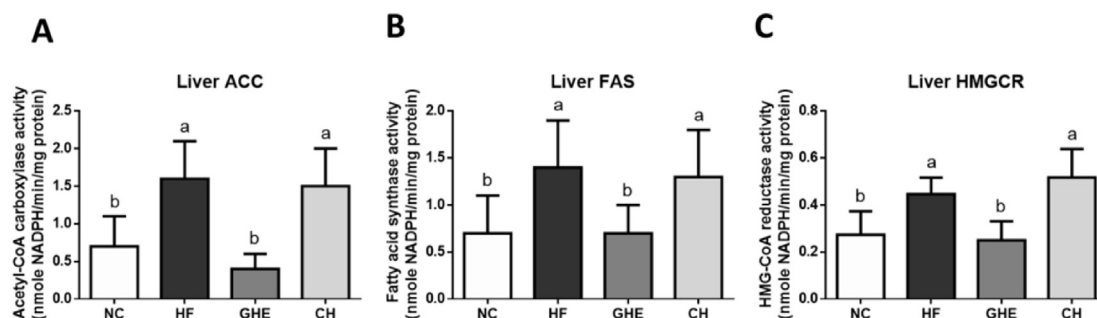 A
Liver ACC
Acetyl-CoA carboxylase activity
(nmole NADPH/min/mg protein)
2.5
2.0
1.5
1.0
0.5
0.0
b
a
b
a
NC
HF
GHE
CH
B
Liver FAS
Fatty acid synthase activity
(nmole NADPH/min/mg protein)
2.0
1.5
1.0
0.5
0.0
b
a
b
a
NC
HF
GHE
CH
C
Liver HMGCR
HMG-CoA reductase activity
(nmole NADPH/min/mg protein)
0.8
0.6
0.4
0.2
0.0
b
a
b
a
NC
HF
GHE
CH